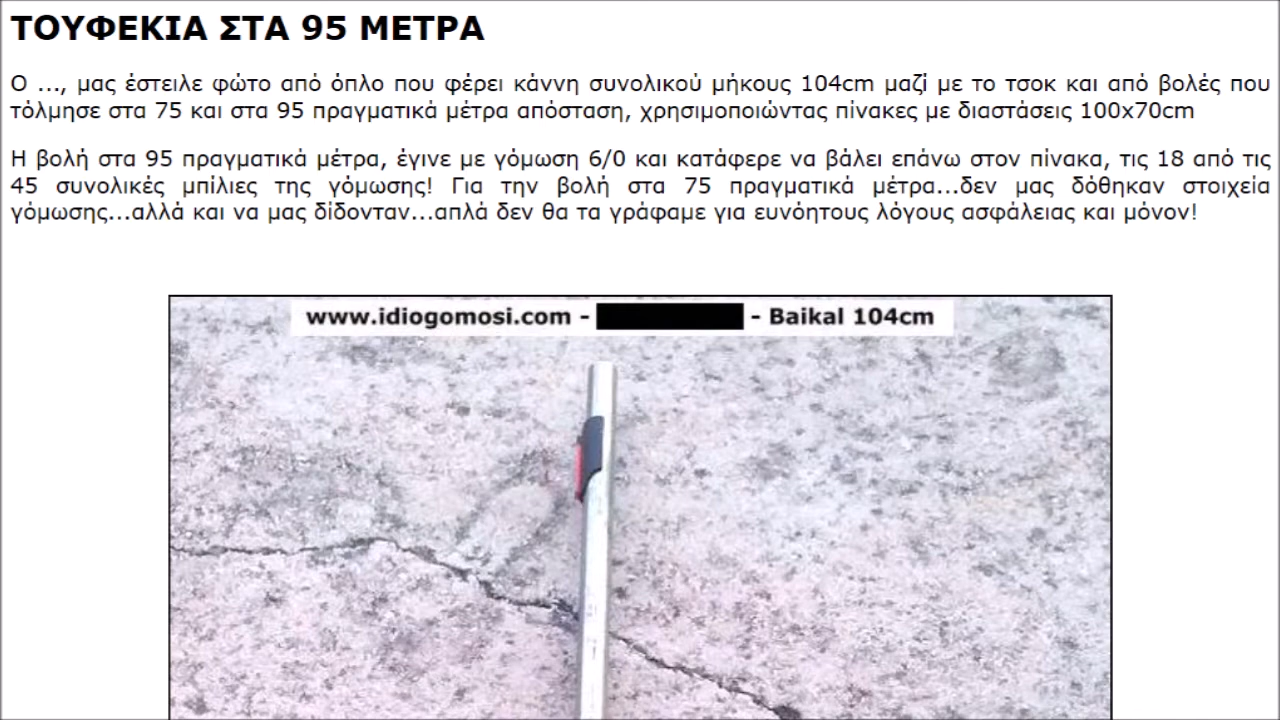 ΤΟΥΦΕΚΙΑ ΣΤΑ 95 ΜΕΤΡΑ
Ο ..., μας έστειλε φώτο από όπλο που φέρει κάννη συνολικού μήκους 104cm μαζί με το τσοκ και από βολές που
τόλμησε στα 75 και στα 95 πραγματικά μέτρα απόσταση, χρησιμοποιώντας πίνακες με διαστάσεις 100x70cm
Η βολή στα 95 πραγματικά μέτρα, έγινε με γόμωση 6/0 και κατάφερε να βάλει επάνω στον πίνακα, τις 18 από τις
45 συνολικές μπίλιες της γόμωσης! Για την βολή στα 75 πραγματικά μέτρα...δεν μας δόθηκαν στοιχεία
γόμωσης...αλλά και να μας δίδονταν...απλά δεν θα τα γράφαμε για ευνόητους λόγους ασφάλειας και μόνον!
www.idiogomosi.com - - Baikal 104cm